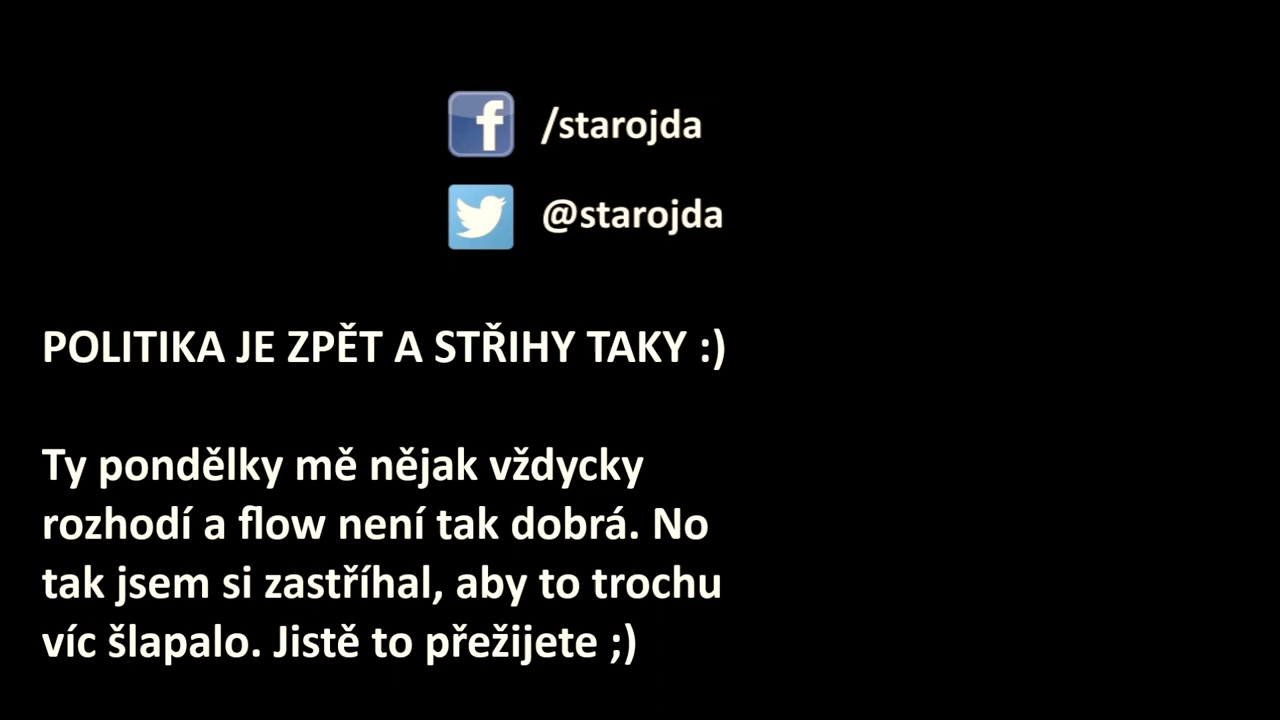 /starojda
@starojda
POLITIKA JE ZPĚT A STŘIHY TAKY :)
Ty pondělky mě nějak vždycky
rozhodí a flow není tak dobrá. No
tak jsem si zastříhal, aby to trochu
víc šlapalo. Jistě to přežijete ;)